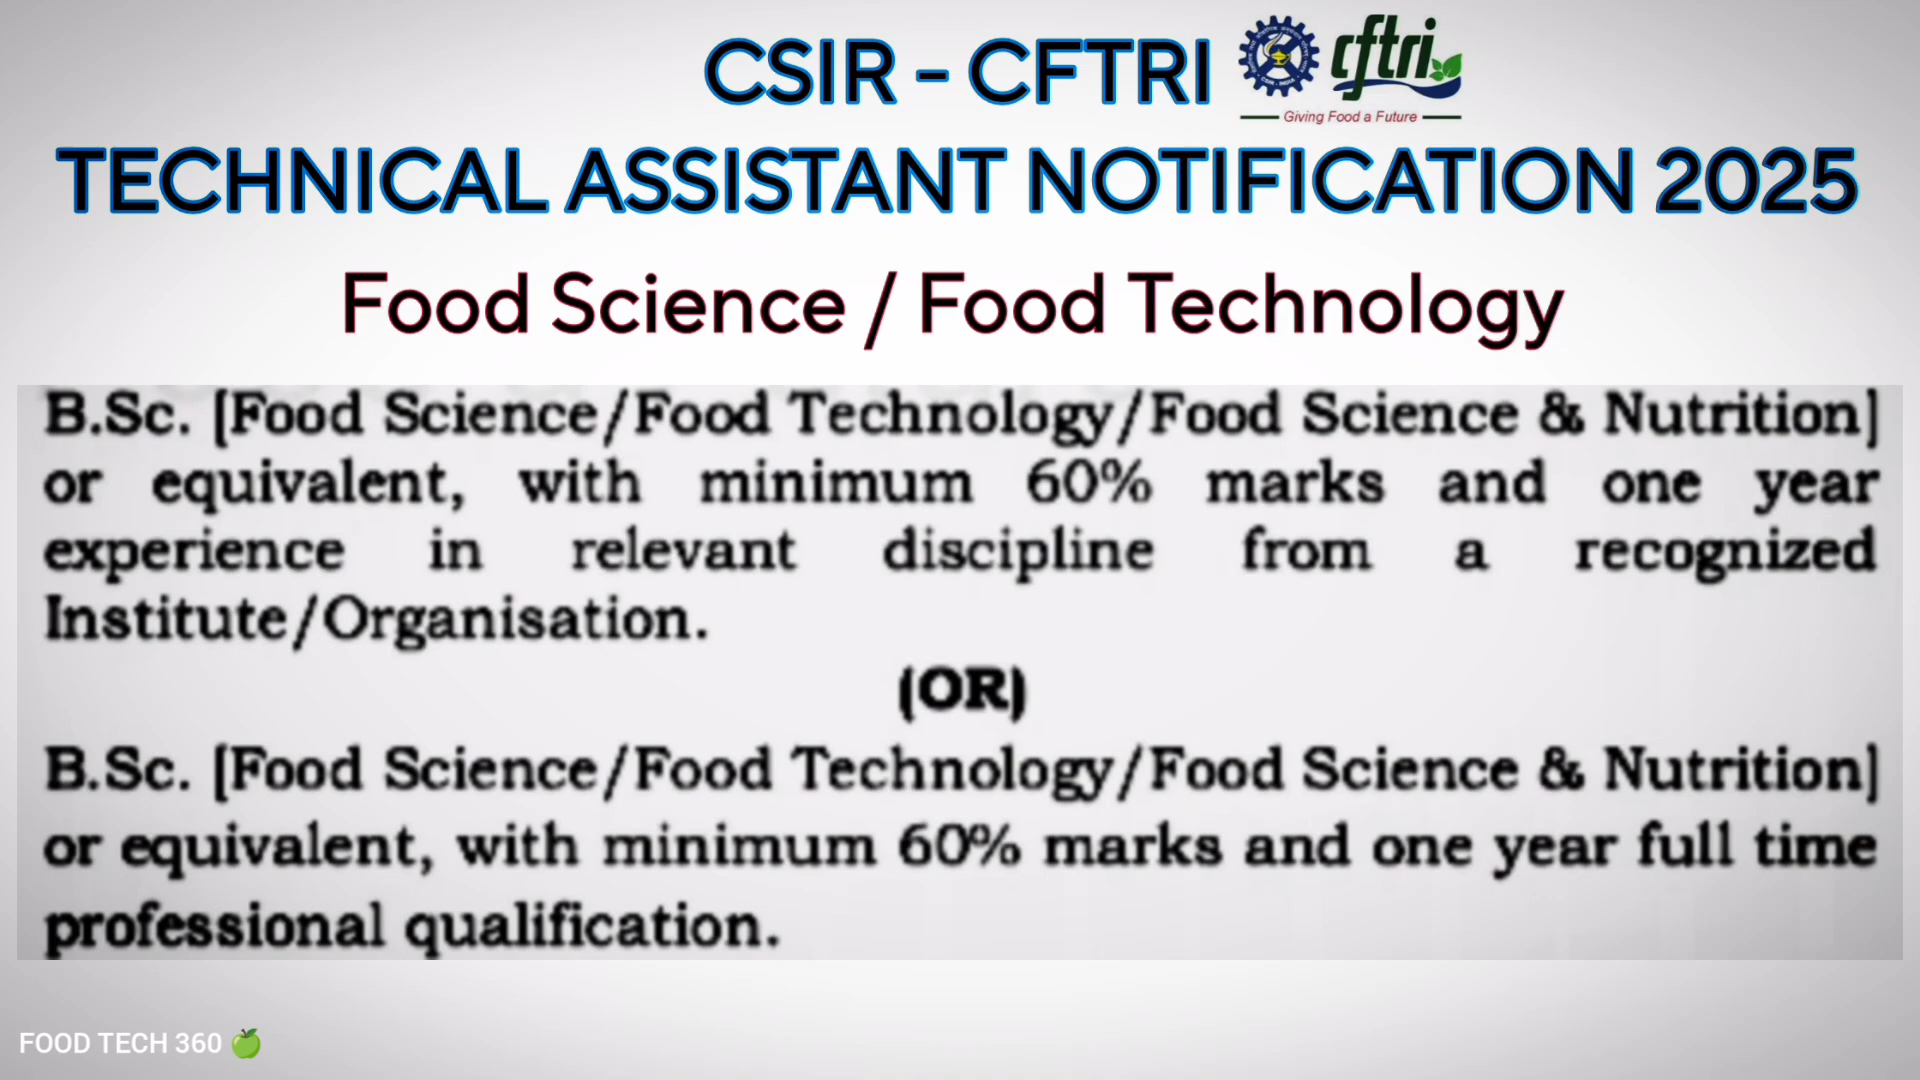 CSIR - CFTRI
cftri
CSIR - INDIA
Giving Food a Future
TECHNICAL ASSISTANT NOTIFICATION 2025
Food Science / Food Technology
B.Sc. [Food Science/Food Technology/Food Science & Nutrition]
or equivalent, with minimum 60% marks and one year
experience in relevant discipline from a recognized
Institute/Organisation.
(OR)
B.Sc. [Food Science/Food Technology/Food Science & Nutrition]
or equivalent, with minimum 60% marks and one year full time
professional qualification.
FOOD TECH 360 🍏